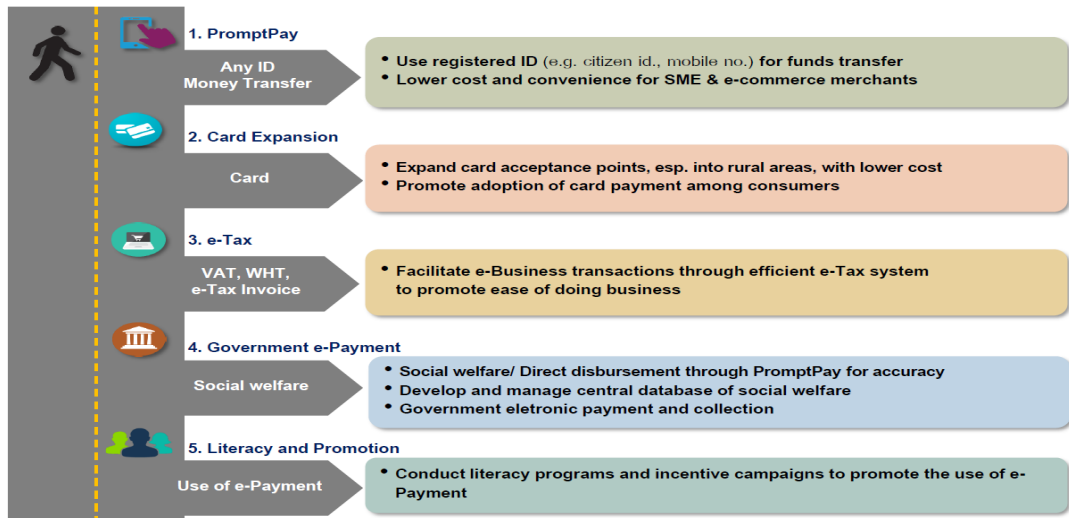 1. PromptPay
Any ID
Money Transfer
• Use registered ID (e.g. citizen id., mobile no.) for funds transfer
• Lower cost and convenience for SME & e-commerce merchants
2. Card Expansion
Card
• Expand card acceptance points, esp. into rural areas, with lower cost
• Promote adoption of card payment among consumers
3. e-Tax
VAT, WHT,
e-Tax Invoice
• Facilitate e-Business transactions through efficient e-Tax system
to promote ease of doing business
4. Government e-Payment
Social welfare
• Social welfare/ Direct disbursement through PromptPay for accuracy
• Develop and manage central database of social welfare
• Government eletronic payment and collection
5. Literacy and Promotion
Use of e-Payment
• Conduct literacy programs and incentive campaigns to promote the use of e-
Payment